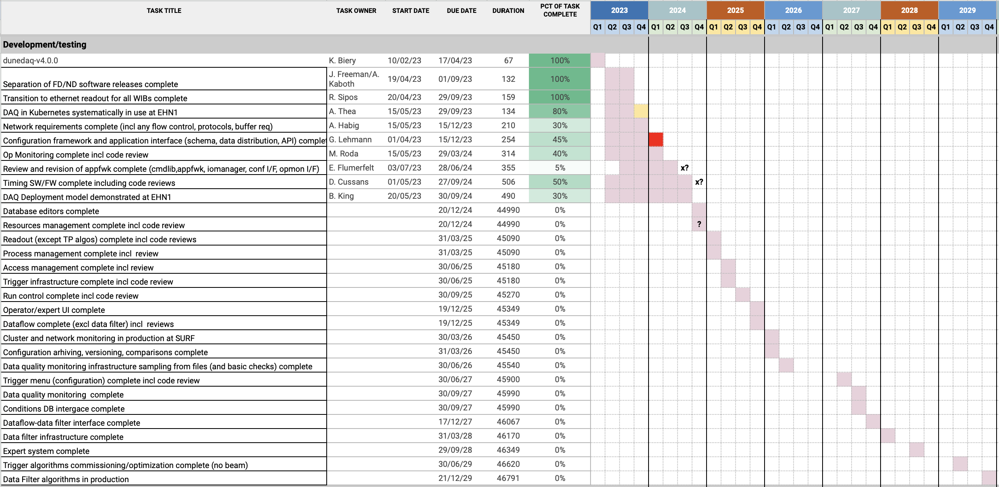 TASK TITLE TASK OWNER START DATE DUE DATE DURATION PCT OF TASK COMPLETE 2023 2024 2025 2026 2027 2028 2029
Q1 Q2 Q3 Q4 Q1 Q2 Q3 Q4 Q1 Q2 Q3 Q4 Q1 Q2 Q3 Q4 Q1 Q2 Q3 Q4 Q1 Q2 Q3 Q4 Q1 Q2 Q3 Q4
Development/testing
dunedaq-v4.0.0 K. Biery 10/02/23 17/04/23 67 100%
Separation of FD/ND software releases complete J. Freeman/A. Kaboth 19/04/23 01/09/23 132 100%
Transition to ethernet readout for all WIBs complete R. Sipos 20/04/23 29/09/23 159 100%
DAQ in Kubernetes systematically in use at EHN1 A. Thea 15/05/23 29/09/23 134 80%
Network requirements complete (incl any flow control, protocols, buffer req) A. Habig 15/05/23 15/12/23 210 30%
Configuration framework and application interface (schema, data distribution, API) complet G. Lehmann 01/04/23 15/12/23 254 45%
Op Monitoring complete incl code review M. Roda 15/05/23 29/03/24 314 40%
Review and revision of appfwk complete (cmdlib,appfwk, iomanager, conf I/F, opmon I/F) E. Flumerfelt 03/07/23 28/06/24 355 5% x?
Timing SW/FW complete including code reviews D. Cussans 01/05/23 27/09/24 506 50% x?
DAQ Deployment model demonstrated at EHN1 B. King 20/05/23 30/09/24 490 30%
Database editors complete 20/12/24 44990 0%
Resources management complete incl code review 20/12/24 44990 0% ?
Readout (except TP algos) complete incl code reviews 31/03/25 45090 0%
Process management complete incl  review 31/03/25 45090 0%
Access management complete incl review 30/06/25 45180 0%
Trigger infrastructure complete incl code review 30/06/25 45180 0%
Run control complete incl code review 30/09/25 45270 0%
Operator/expert UI complete 19/12/25 45349 0%
Dataflow complete (excl data filter) incl  reviews 19/12/25 45349 0%
Cluster and network monitoring in production at SURF 30/03/26 45450 0%
Configuration arhiving, versioning, comparisons complete 31/03/26 45450 0%
Data quality monitoring infrastructure sampling from files (and basic checks) complete 30/06/26 45540 0%
Trigger menu (configuration) complete incl code review 30/06/27 45900 0%
Data quality monitoring  complete 30/09/27 45990 0%
Conditions DB intergace complete 30/09/27 45990 0%
Dataflow-data filter interface complete 17/12/27 46067 0%
Data filter infrastructure complete 31/03/28 46170 0%
Expert system complete 29/09/28 46349 0%
Trigger algorithms commissioning/optimization complete (no beam) 30/06/29 46620 0%
Data Filter algorithms in production 21/12/29 46791 0%